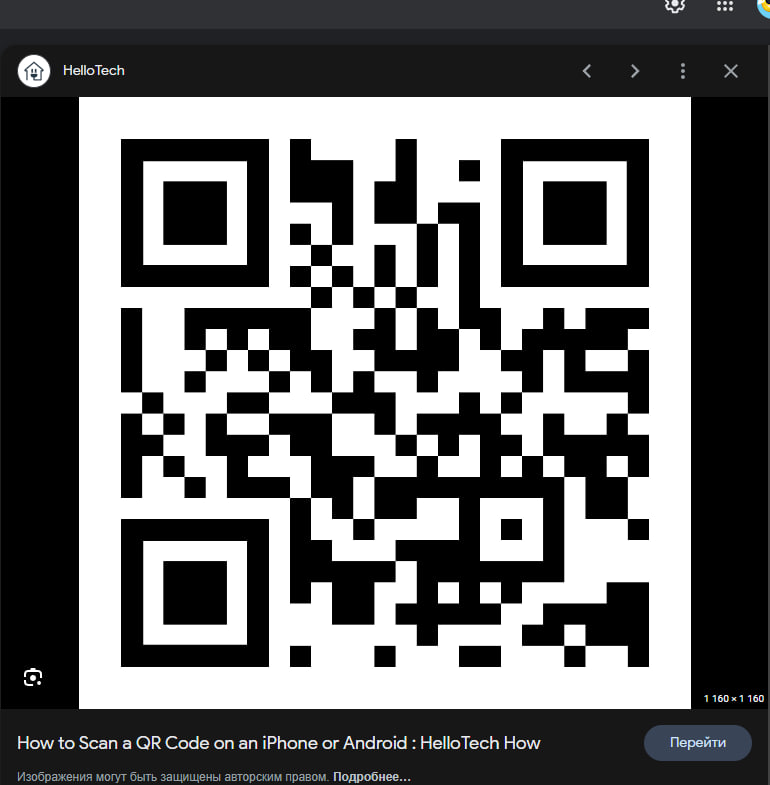 HelloTech
1 160 × 1 160
How to Scan a QR Code on an iPhone or Android : HelloTech How
Перейти
Изображения могут быть защищены авторским правом. Подробнее...